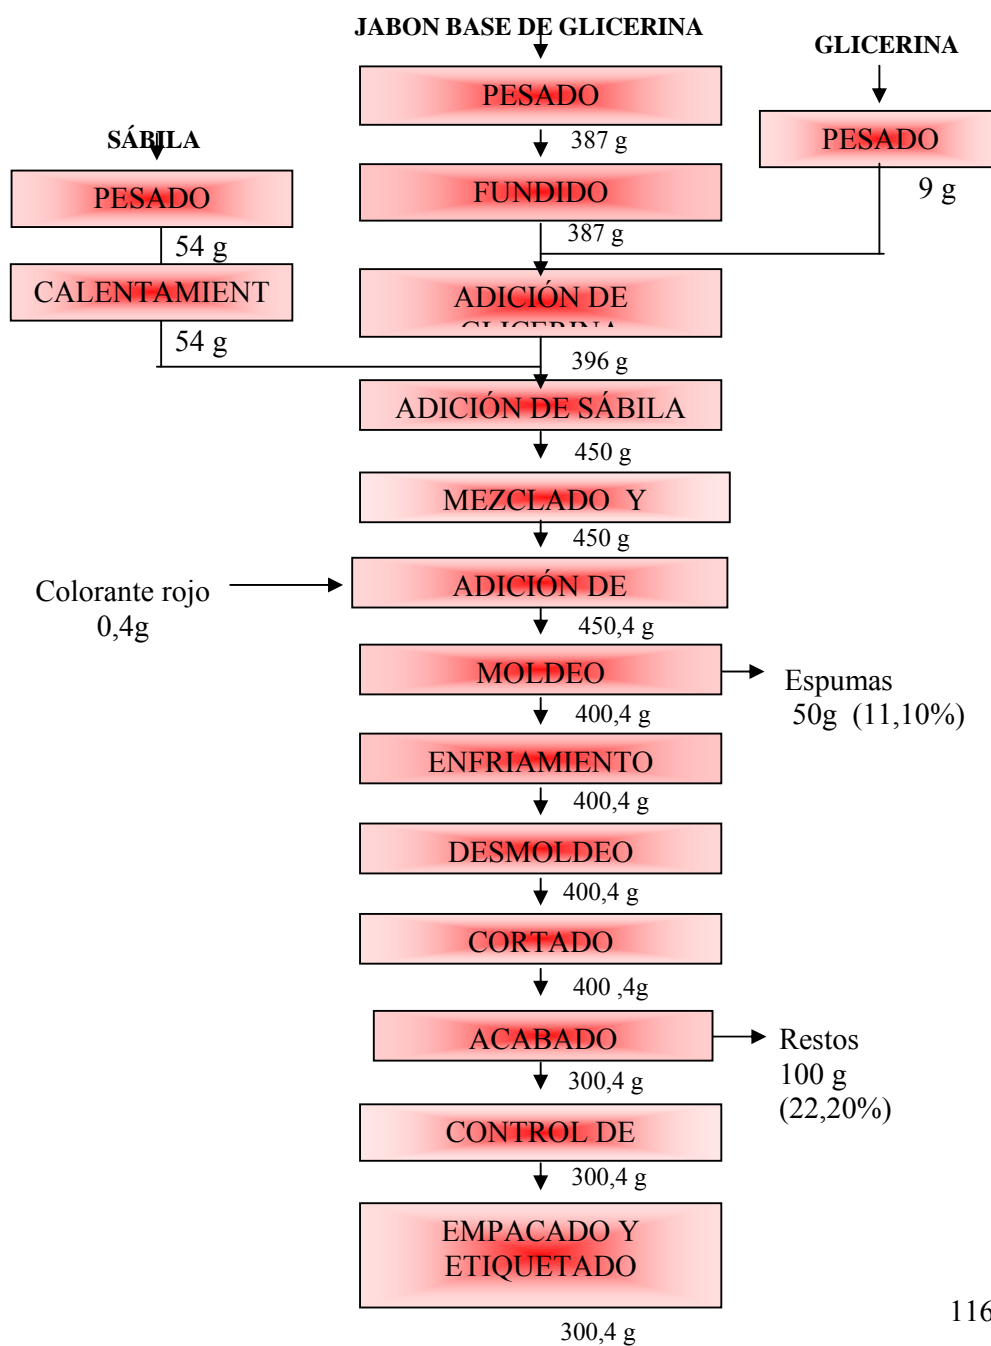 JABON BASE DE GLICERINA
GLICERINA
PESADO
SÁBILA
387 g
PESADO
PESADO
FUNDIDO
9 g
54 g
387 g
CALENTAMIENT
ADICIÓN DE
GLICERINA
54 g
396 g
ADICIÓN DE SÁBILA
450 g
MEZCLADO Y
450 g
Colorante rojo
0,4g
ADICIÓN DE
450,4 g
MOLDEO
Espumas
50g (11,10%)
400,4 g
ENFRIAMIENTO
400,4 g
DESMOLDEO
400,4 g
CORTADO
400 ,4g
ACABADO
Restos
100 g
(22,20%)
300,4 g
CONTROL DE
300,4 g
EMPACADO Y
ETIQUETADO
300,4 g
116